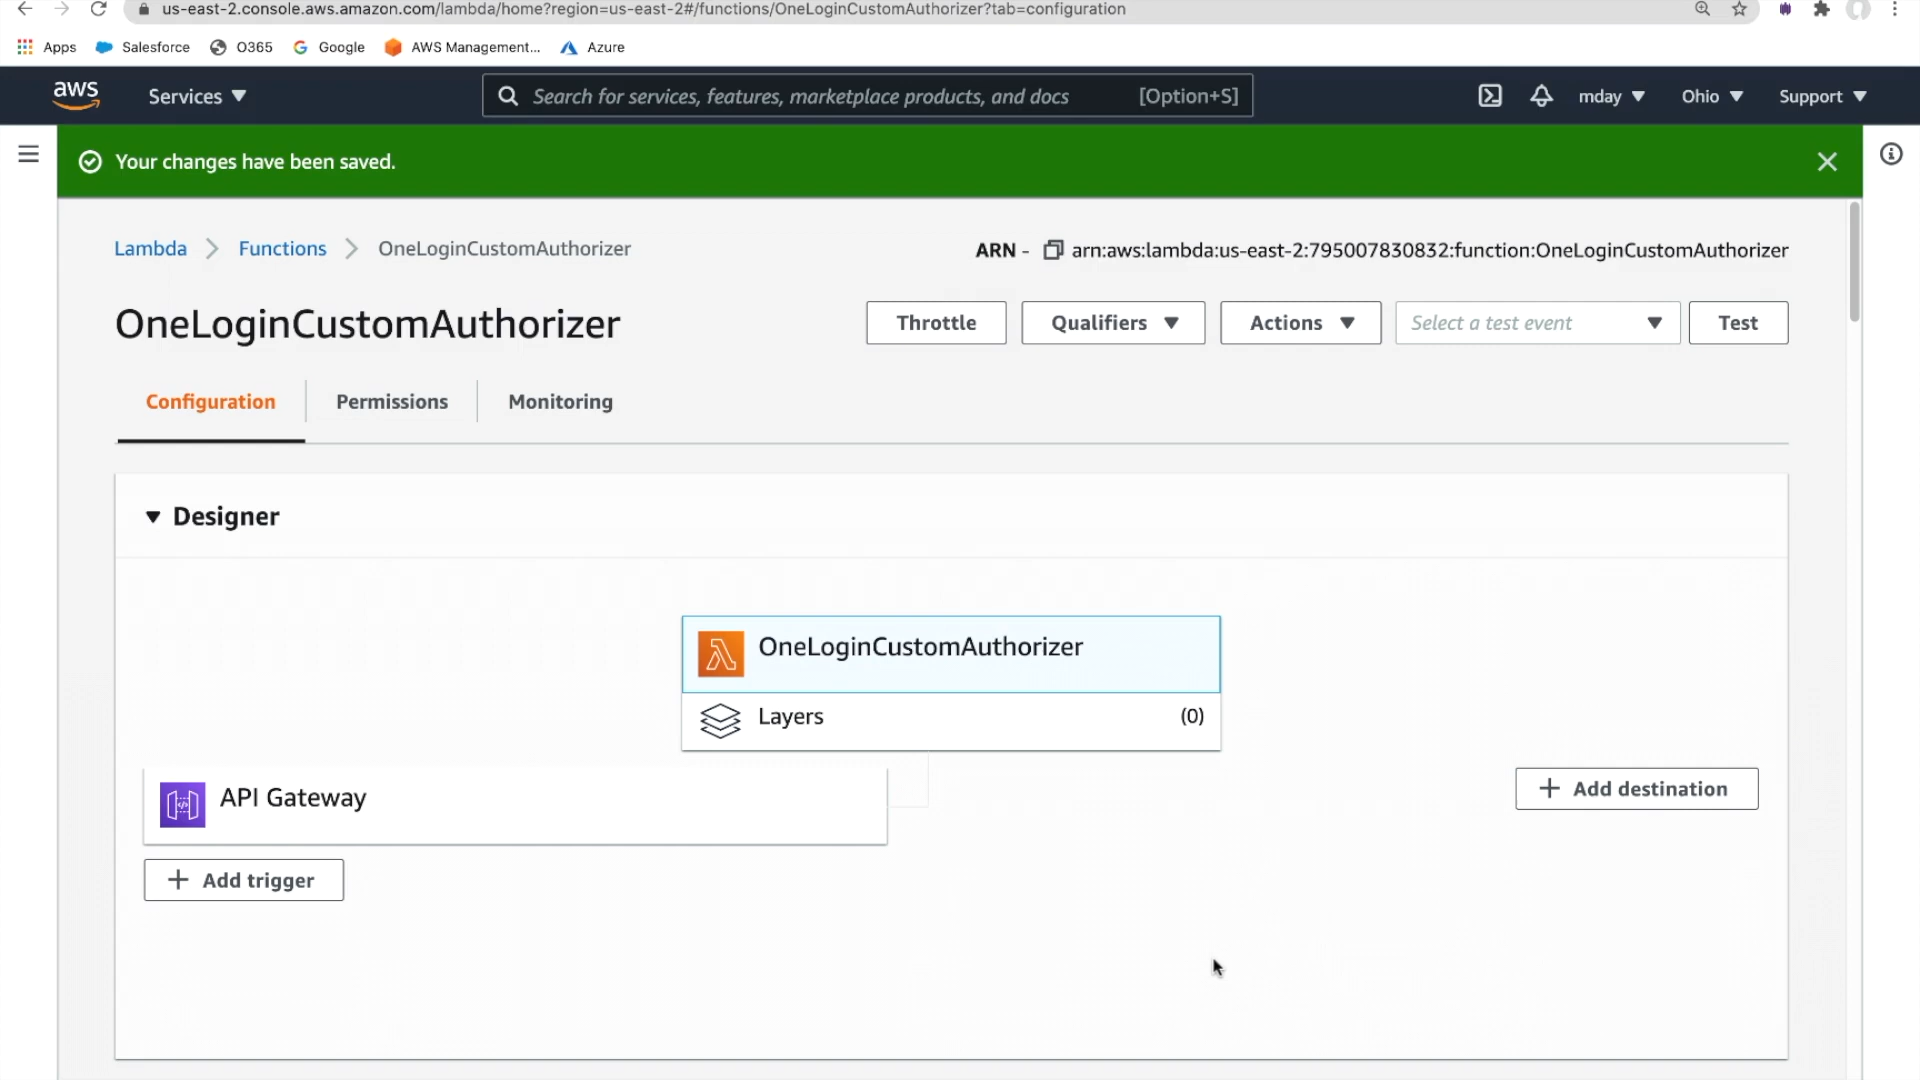 us-east-2.console.aws.amazon.com/lambda/home?region=us-east-2#/functions/OneLoginCustomAuthorizer?tab=configuration
Apps Salesforce O365 Google AWS Management... Azure
aws Services Search for services, features, marketplace products, and docs [Option+S] mday Ohio Support
Your changes have been saved.
Lambda Functions OneLoginCustomAuthorizer ARN - arn:aws:lambda:us-east-2:795007830832:function:OneLoginCustomAuthorizer
OneLoginCustomAuthorizer Throttle Qualifiers Actions Select a test event Test
Configuration Permissions Monitoring
Designer
OneLoginCustomAuthorizer
Layers (0)
API Gateway
+ Add destination
+ Add trigger